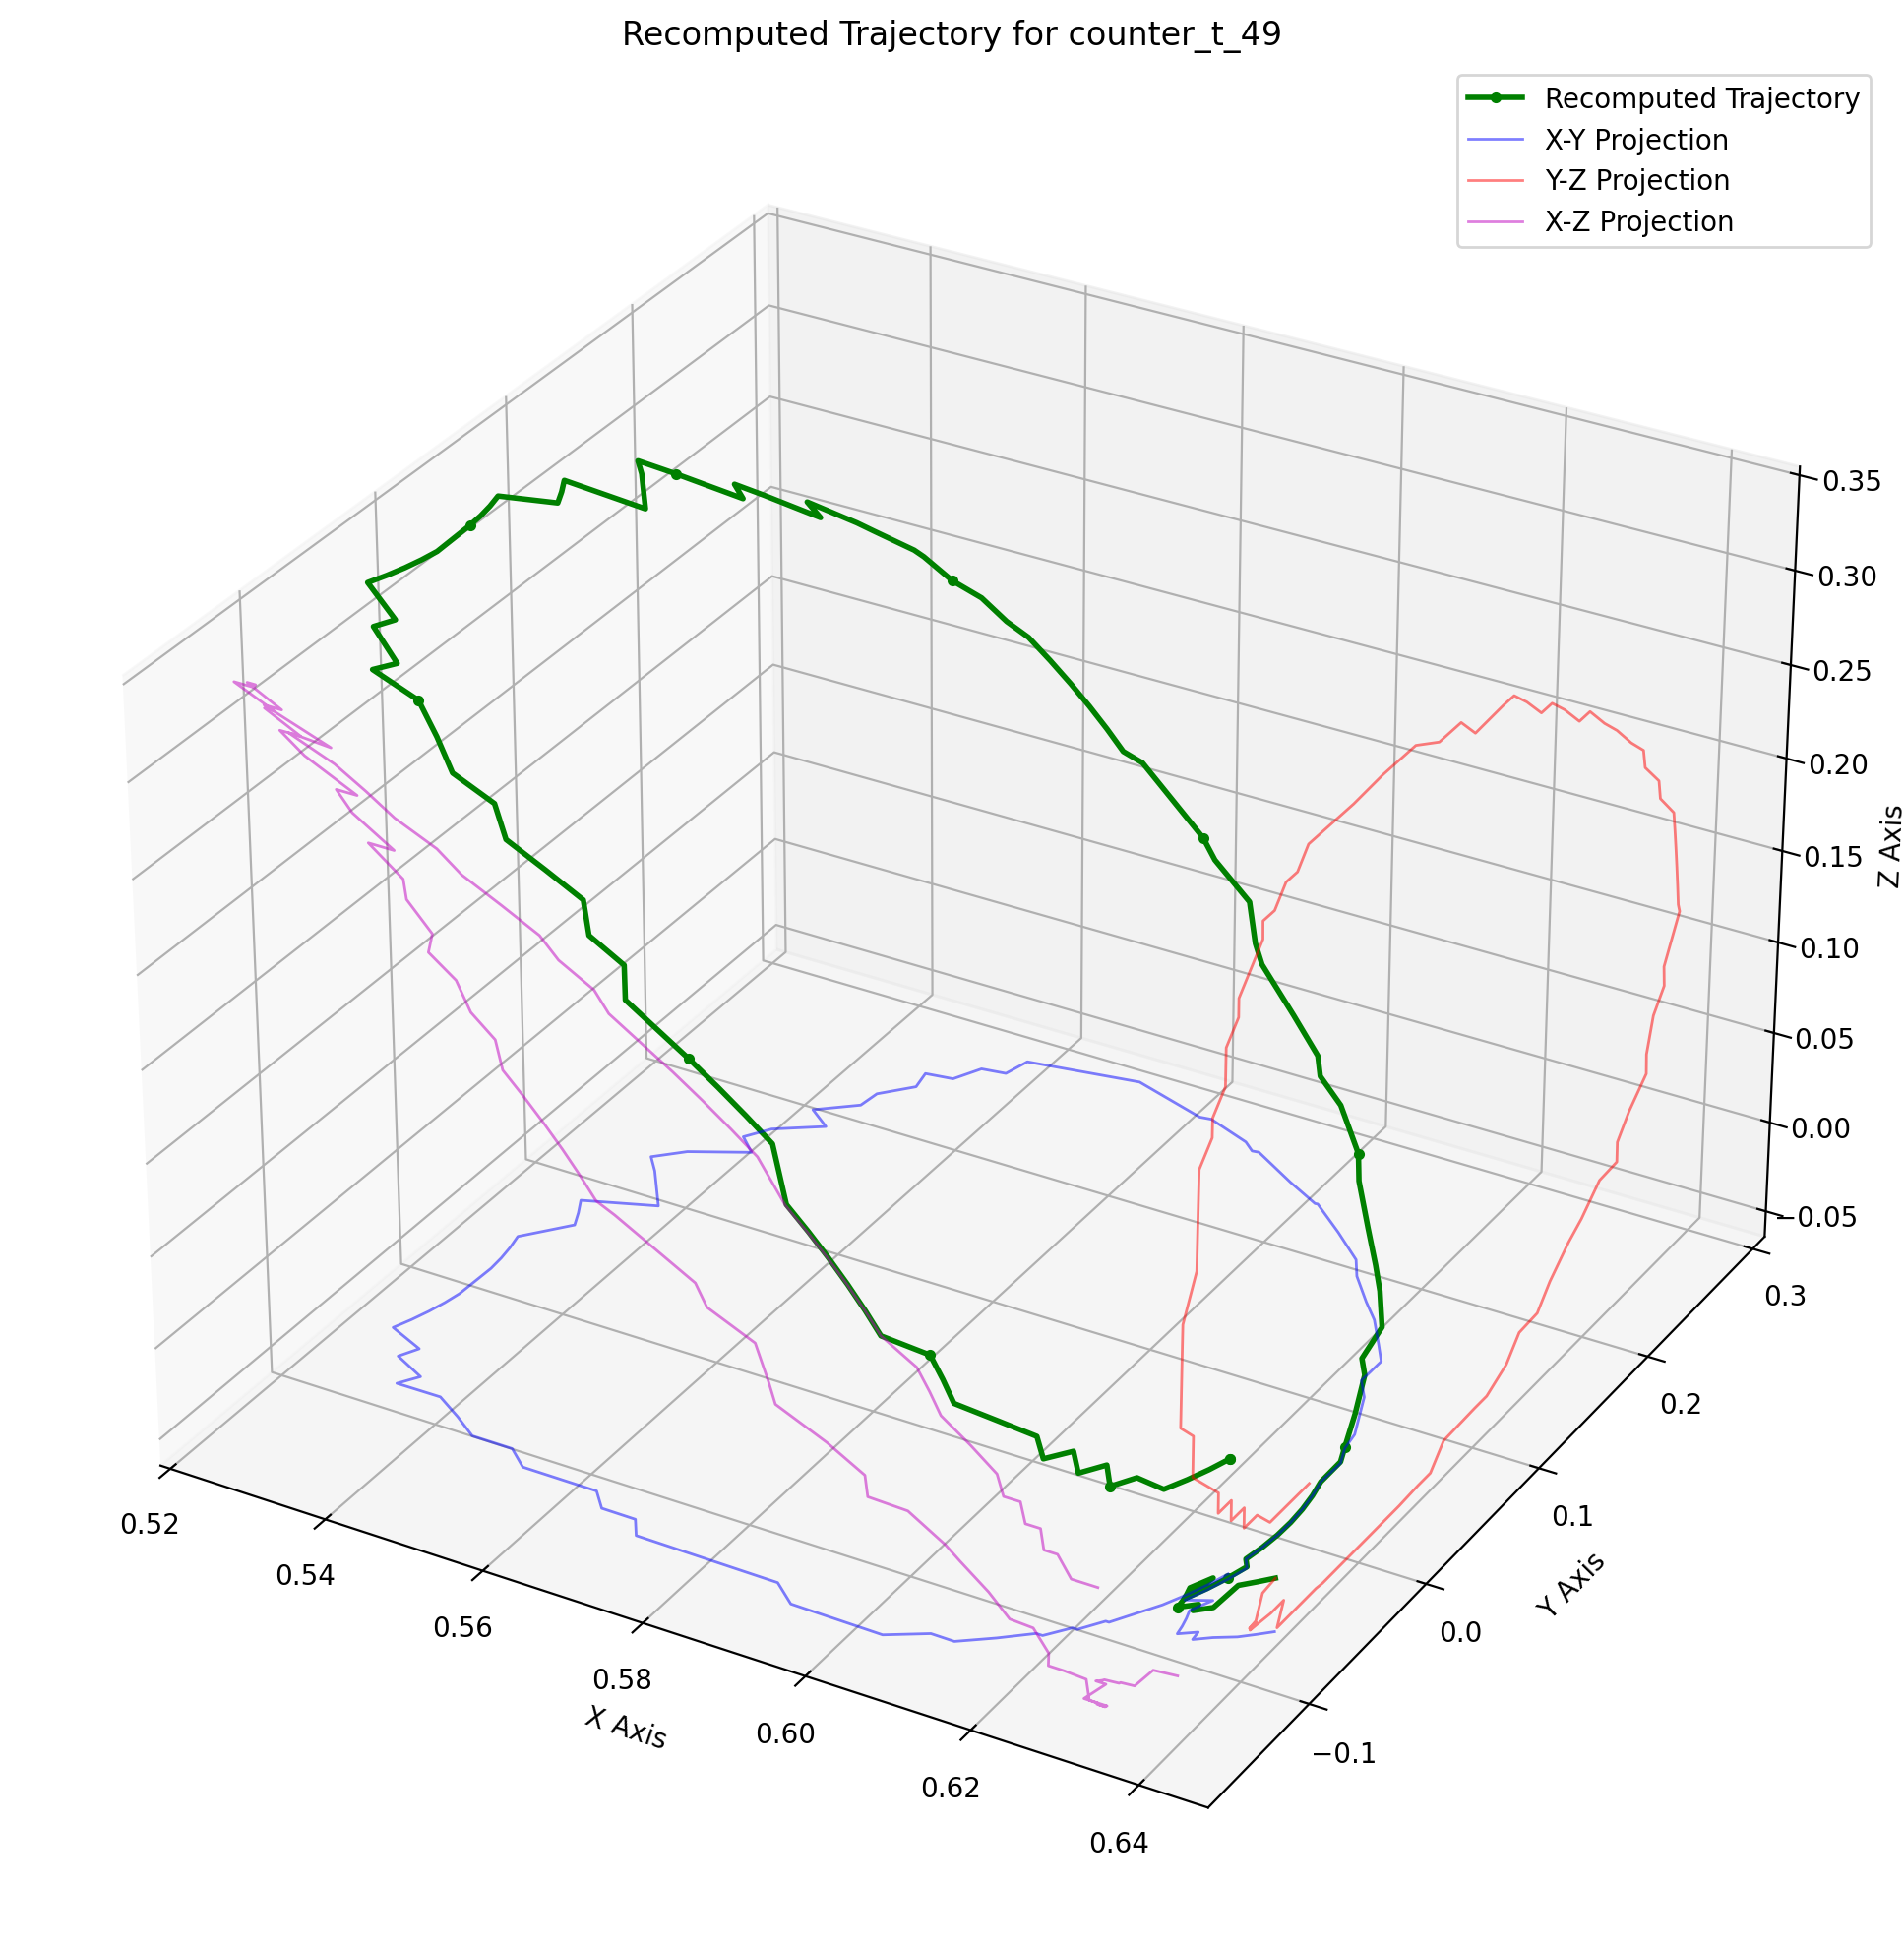 Recomputed Trajectory for counter_t_49
Recomputed Trajectory
X-Y Projection
Y-Z Projection
X-Z Projection
0.35
0.30
0.25
0.20
0.15
0.10
0.05
0.00
−0.05
Z Axis
0.3
0.2
0.1
0.0
−0.1
Y Axis
0.52
0.54
0.56
0.58
0.60
0.62
0.64
X Axis